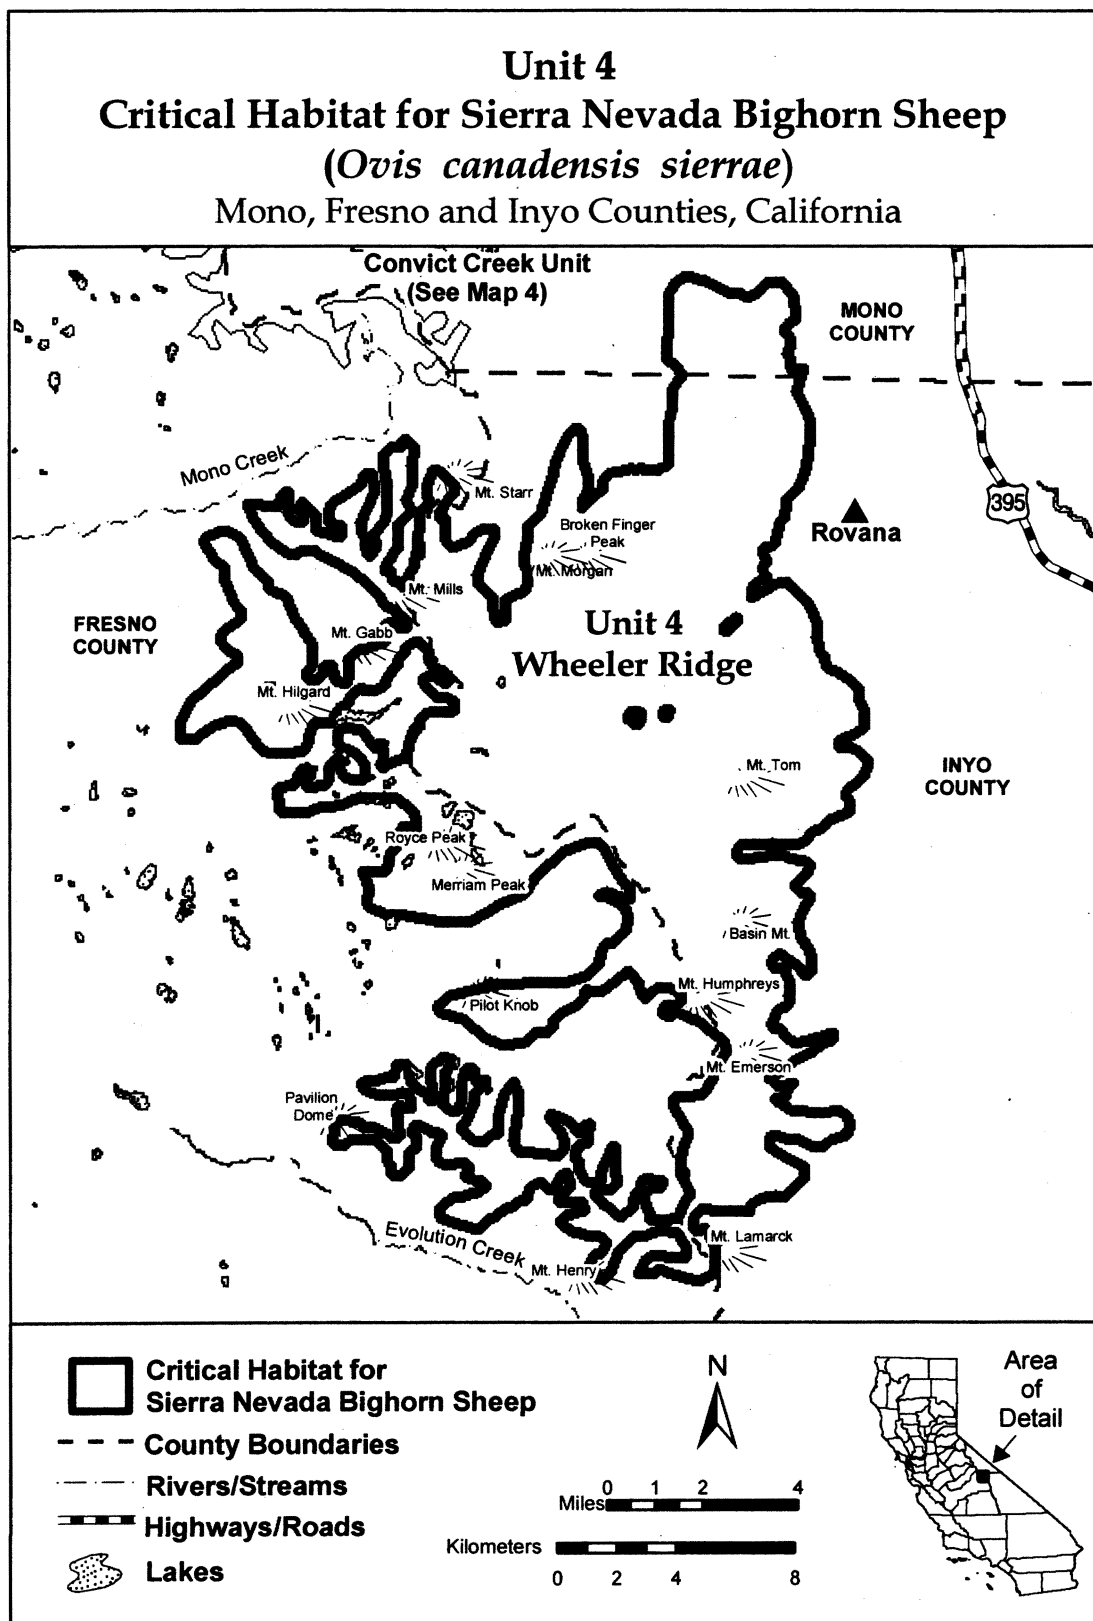 Unit 4
Critical Habitat for Sierra Nevada Bighorn Sheep
(Ovis canadensis sierrae)
Mono, Fresno and Inyo Counties, California
Convict Creek Unit
(See Map 4)
MONO
COUNTY
Mono Creek
Mt. Starr
395
Broken Finger
Peak
Rovana
Mt. Morgan
Mt. Mills
FRESNO
COUNTY
Mt. Gabb
Unit 4
Wheeler Ridge
Mt. Hilgard
Mt. Tom
INYO
COUNTY
Royce Peak
Merriam Peak
Basin Mt.
Mt. Humphreys
Pilot Knob
Mt. Emerson
Pavilion
Dome
Evolution Creek
Mt. Lamarck
Mt. Henry
Critical Habitat for
Sierra Nevada Bighorn Sheep
County Boundaries
Rivers/Streams
Highways/Roads
Lakes
N
0 1 2 4
Miles
Kilometers
0 2 4 8
Area
of
Detail